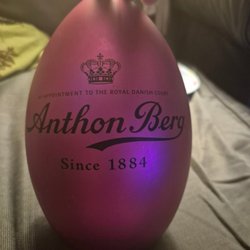 BY APPOINTMENT TO THE ROYAL DANISH COURT
Anthon Berg
Since 1884